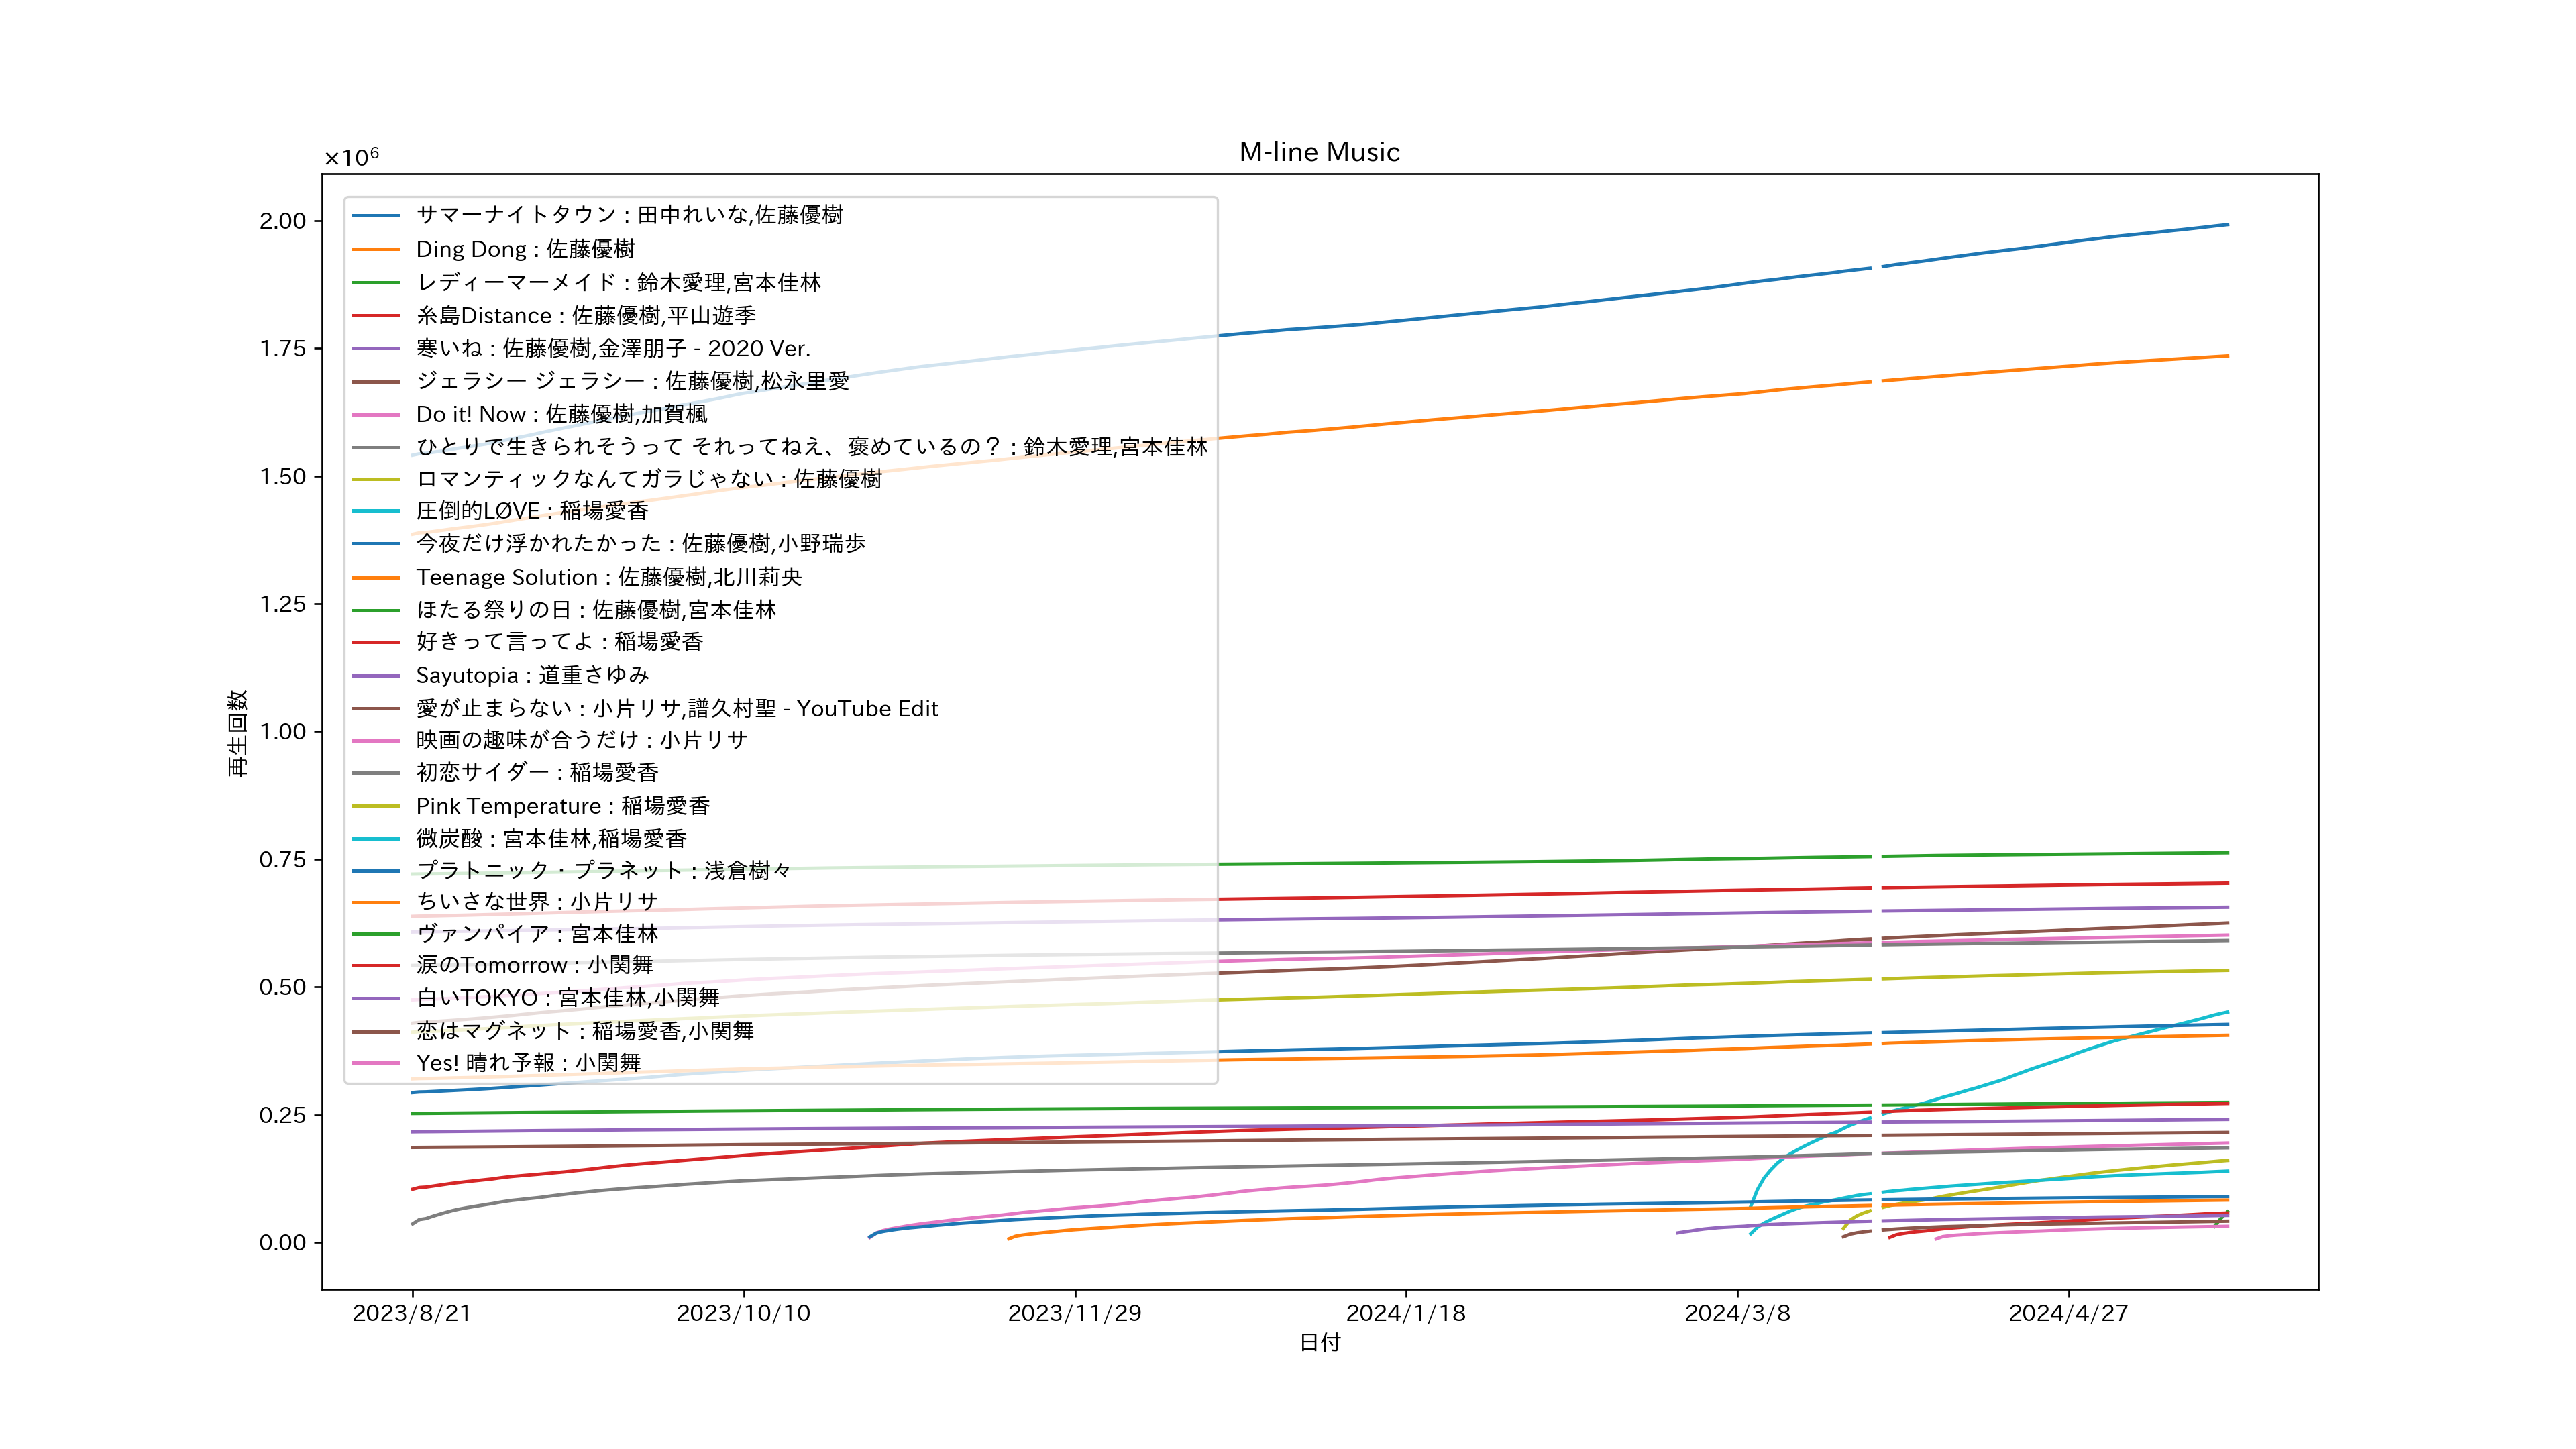 M-line Music
×10⁶
2.00
1.75
1.50
1.25
1.00
0.75
0.50
0.25
0.00
再生回数
サマーナイトタウン : 田中れいな,佐藤優樹
Ding Dong : 佐藤優樹
レディーマーメイド : 鈴木愛理,宮本佳林
糸島Distance : 佐藤優樹,平山遊季
寒いね : 佐藤優樹,金澤朋子 - 2020 Ver.
ジェラシー ジェラシー : 佐藤優樹,松永里愛
Do it! Now : 佐藤優樹,加賀楓
ひとりで生きられそうって それってねえ、褒めているの？ : 鈴木愛理,宮本佳林
ロマンティックなんてガラじゃない : 佐藤優樹
圧倒的LØVE : 稲場愛香
今夜だけ浮かれたかった : 佐藤優樹,小野瑞歩
Teenage Solution : 佐藤優樹,北川莉央
ほたる祭りの日 : 佐藤優樹,宮本佳林
好きって言ってよ : 稲場愛香
Sayutopia : 道重さゆみ
愛が止まらない : 小片リサ,譜久村聖 - YouTube Edit
映画の趣味が合うだけ : 小片リサ
初恋サイダー : 稲場愛香
Pink Temperature : 稲場愛香
微炭酸 : 宮本佳林,稲場愛香
プラトニック・プラネット : 浅倉樹々
ちいさな世界 : 小片リサ
ヴァンパイア : 宮本佳林
涙のTomorrow : 小関舞
白いTOKYO : 宮本佳林,小関舞
恋はマグネット : 稲場愛香,小関舞
Yes! 晴れ予報 : 小関舞
2023/8/21
2023/10/10
2023/11/29
2024/1/18
2024/3/8
2024/4/27
日付